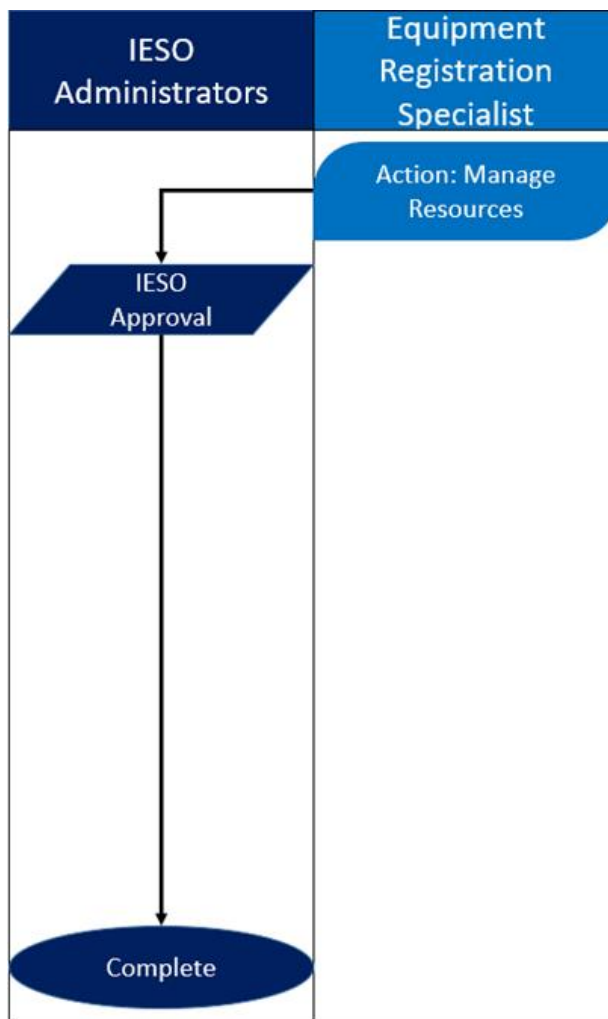 IESO
Administrators
Equipment
Registration
Specialist
Action: Manage
Resources
IESO
Approval
Complete